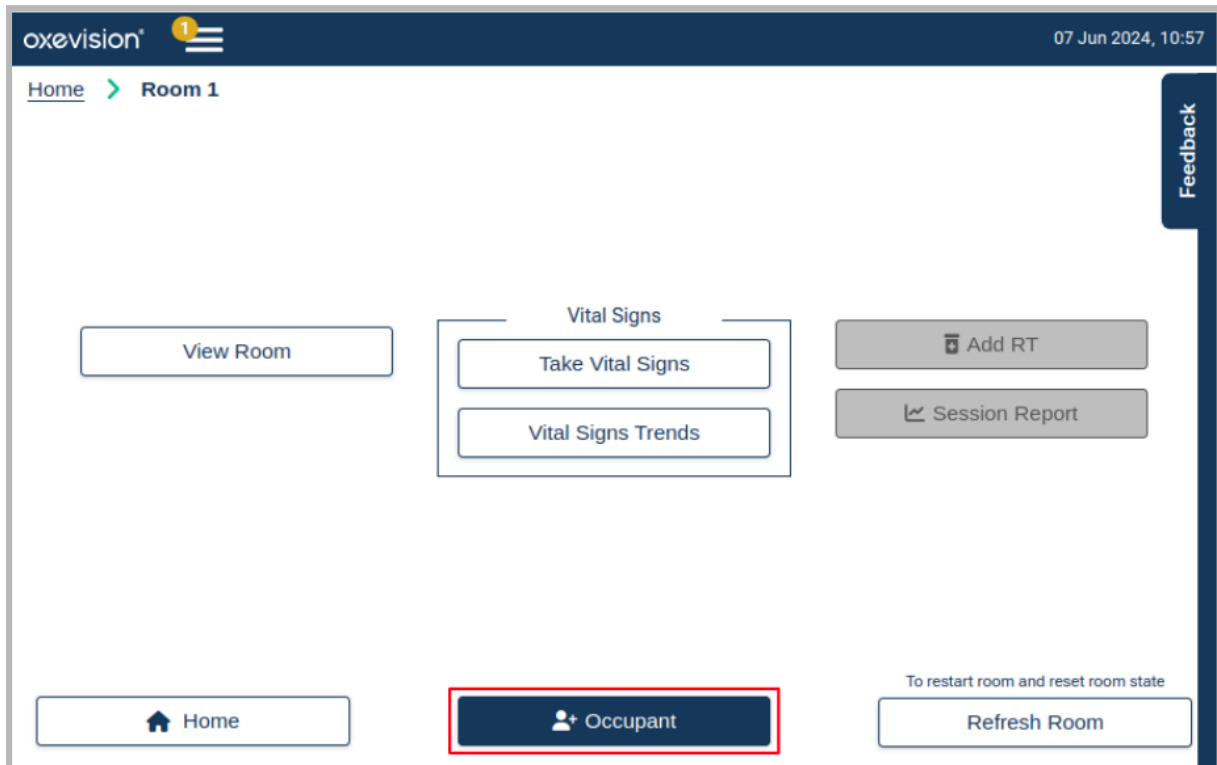 oxevision®
1
07 Jun 2024, 10:57
Home > Room 1
Feedback
View Room
Vital Signs
Take Vital Signs
Vital Signs Trends
Add RT
Session Report
Home
Occupant
To restart room and reset room state
Refresh Room